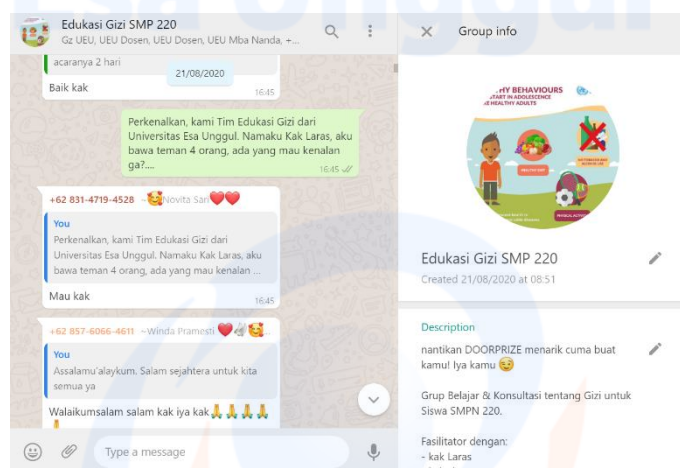 Esa Unggul
Edukasi Gizi SMP 220
Gz UEU, UEU Dosen, UEU Dosen, UEU Mba Nanda, +...
acaranya 2 hari
21/08/2020
Baik kak
16:45
Perkenalkan, kami Tim Edukasi Gizi dari
Universitas Esa Unggul. Namaku Kak Laras, aku
bawa teman 4 orang, ada yang mau kenalan
ga?....
16:45
+62 831-4719-4528 ~🥰Novita Sari❤❤
You
Perkenalkan, kami Tim Edukasi Gizi dari
Universitas Esa Unggul. Namaku Kak Laras, aku
bawa teman 4 orang, ada yang mau kenalan ...
Mau kak
16:45
+62 857-6066-4611 ~Winda Pramesti
You
Assalamu'alaykum. Salam sejahtera untuk kita
semua ya
Walaikumsalam salam kak iya kak🙏🙏🙏🙏
🙏
Type a message
Group info
HY BEHAVIOURS
START IN ADOLESCENCE
HEALTHY ADULTS
Edukasi Gizi SMP 220
Created 21/08/2020 at 08:51
Description
nantikan DOORPRIZE menarik cuma buat
kamu! Iya kamu 😉
Grup Belajar & Konsultasi tentang Gizi untuk
Siswa SMPN 220.
Fasilitator dengan:
- kak Laras